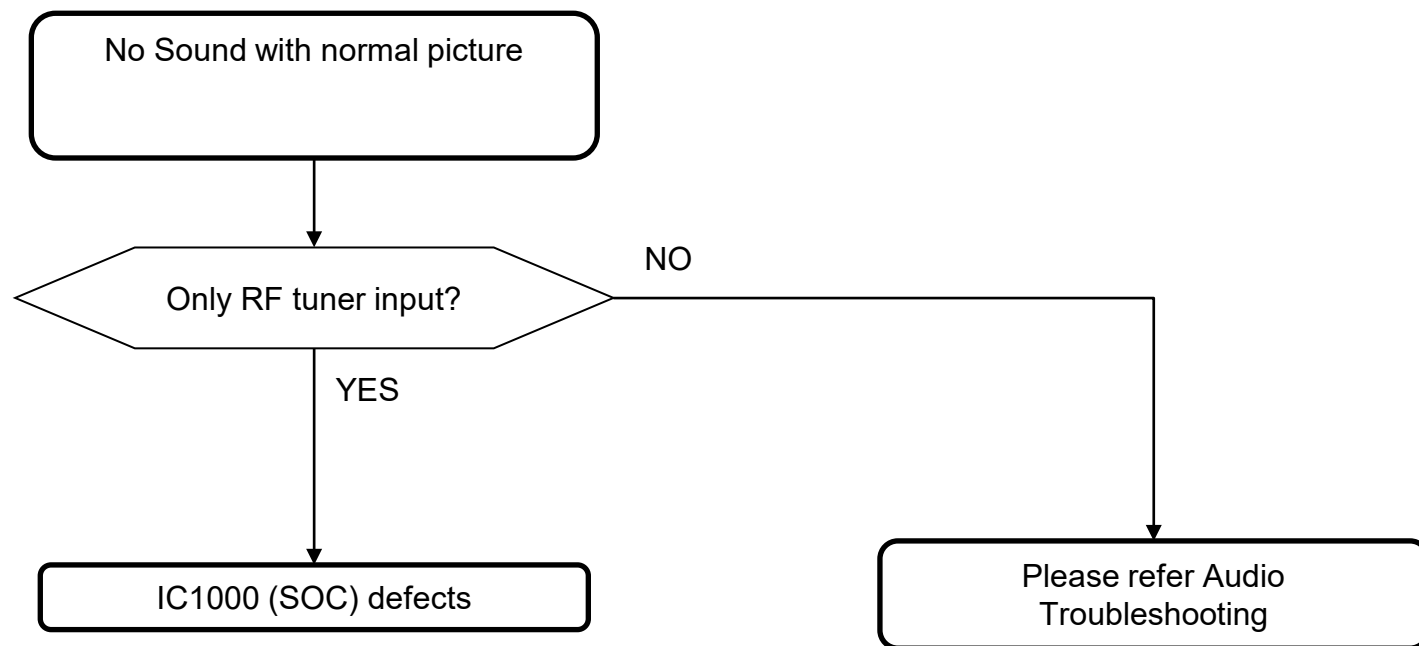 No Sound with normal picture
NO
Only RF tuner input?
YES
IC1000 (SOC) defects
Please refer Audio
Troubleshooting